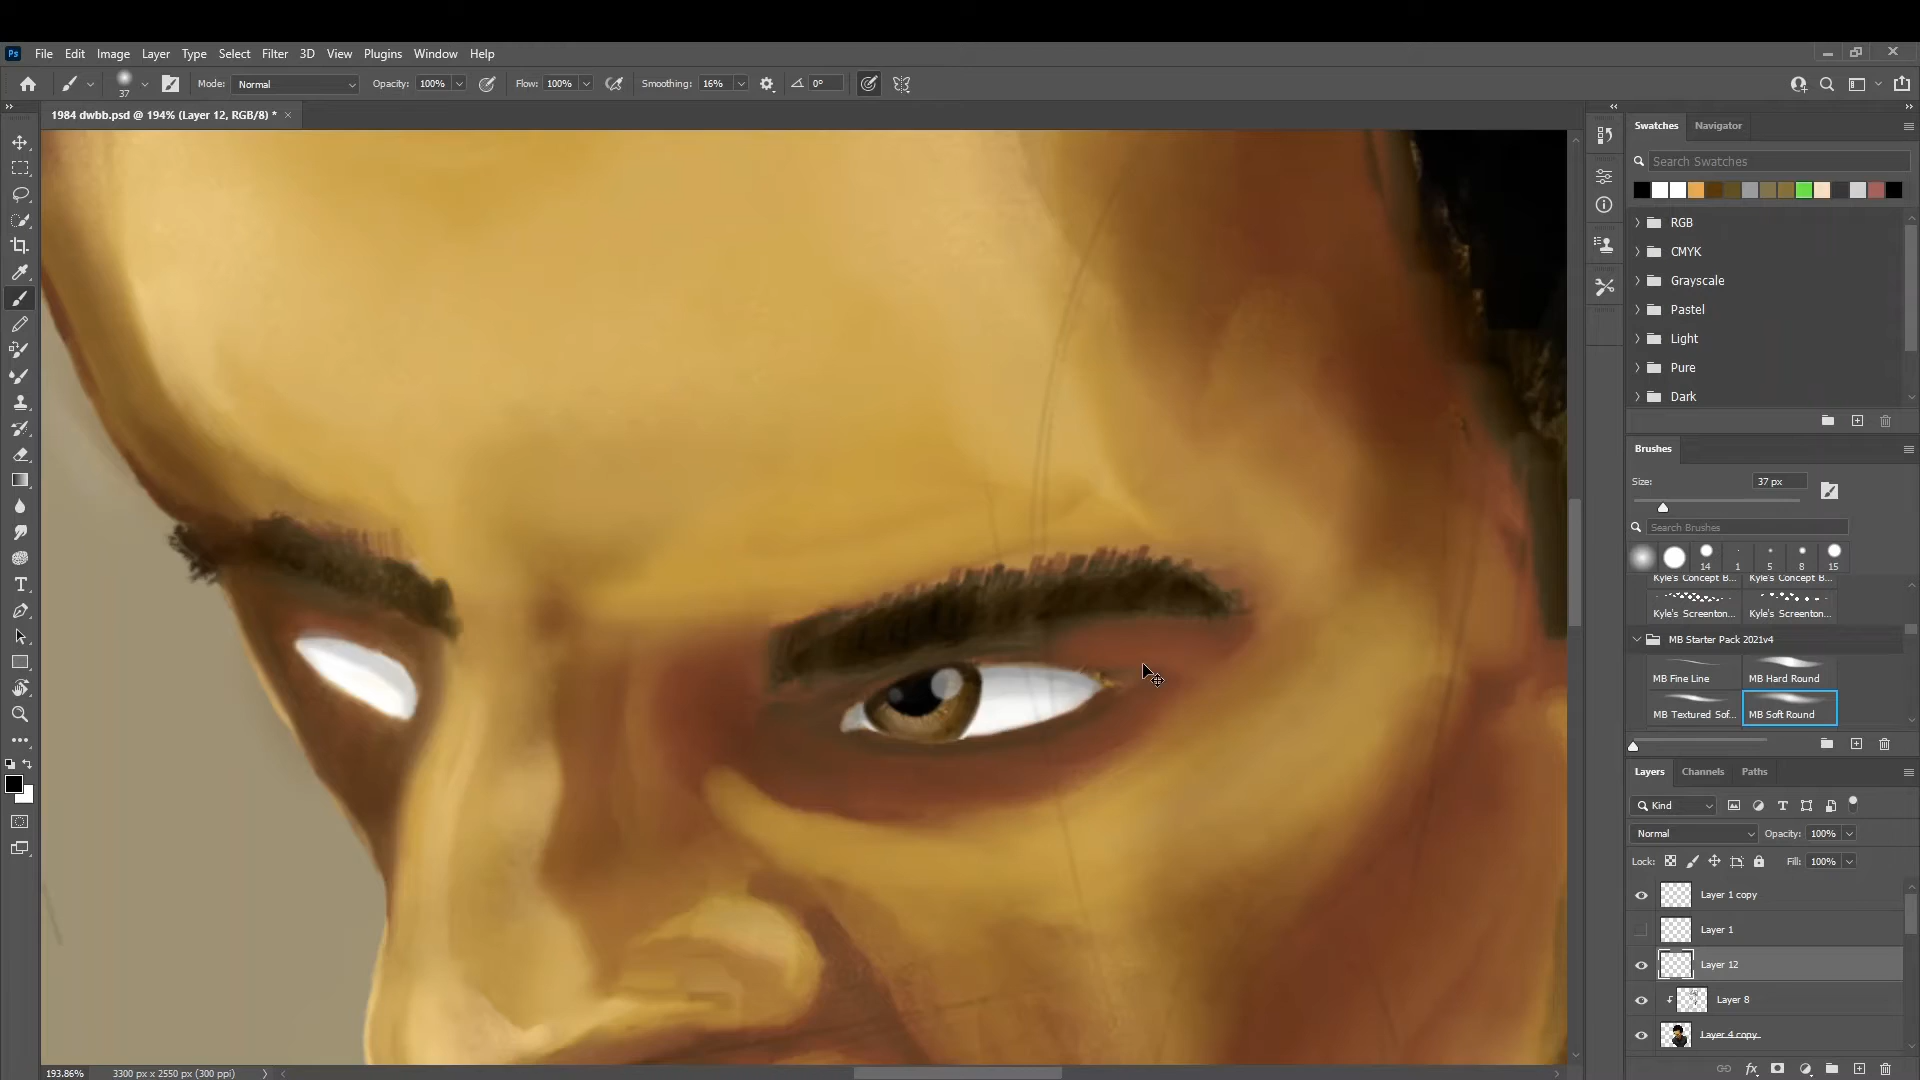 Ps File Edit Image Layer Type Select Filter 3D View Plugins Window Help
37 Mode: Normal Opacity: 100% Flow: 100% Smoothing: 16% 0°
1984 dwbb.psd @ 194% (Layer 12, RGB/8) *
Swatches Navigator
Search Swatches
RGB
CMYK
Grayscale
Pastel
Light
Pure
Dark
Brushes
Size: 37 px
Search Brushes
14 1 5 8 15
Kyle's Concept B... Kyle's Concept B...
Kyle's Screenton... Kyle's Screenton...
MB Starter Pack 2021v4
MB Fine Line MB Hard Round
MB Textured Sof... MB Soft Round
Layers Channels Paths
Kind
Normal Opacity: 100%
Lock: Fill: 100%
Layer 1 copy
Layer 1
Layer 12
Layer 8
Layer 4 copy
193.86% 3300 px x 2550 px (300 ppi)